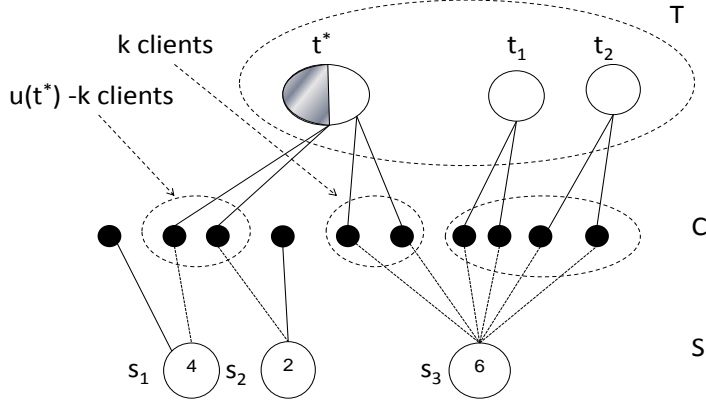 T
k clients
t*
t1
t2
u(t*) -k clients
C
S
s1
4
s2
2
s3
6